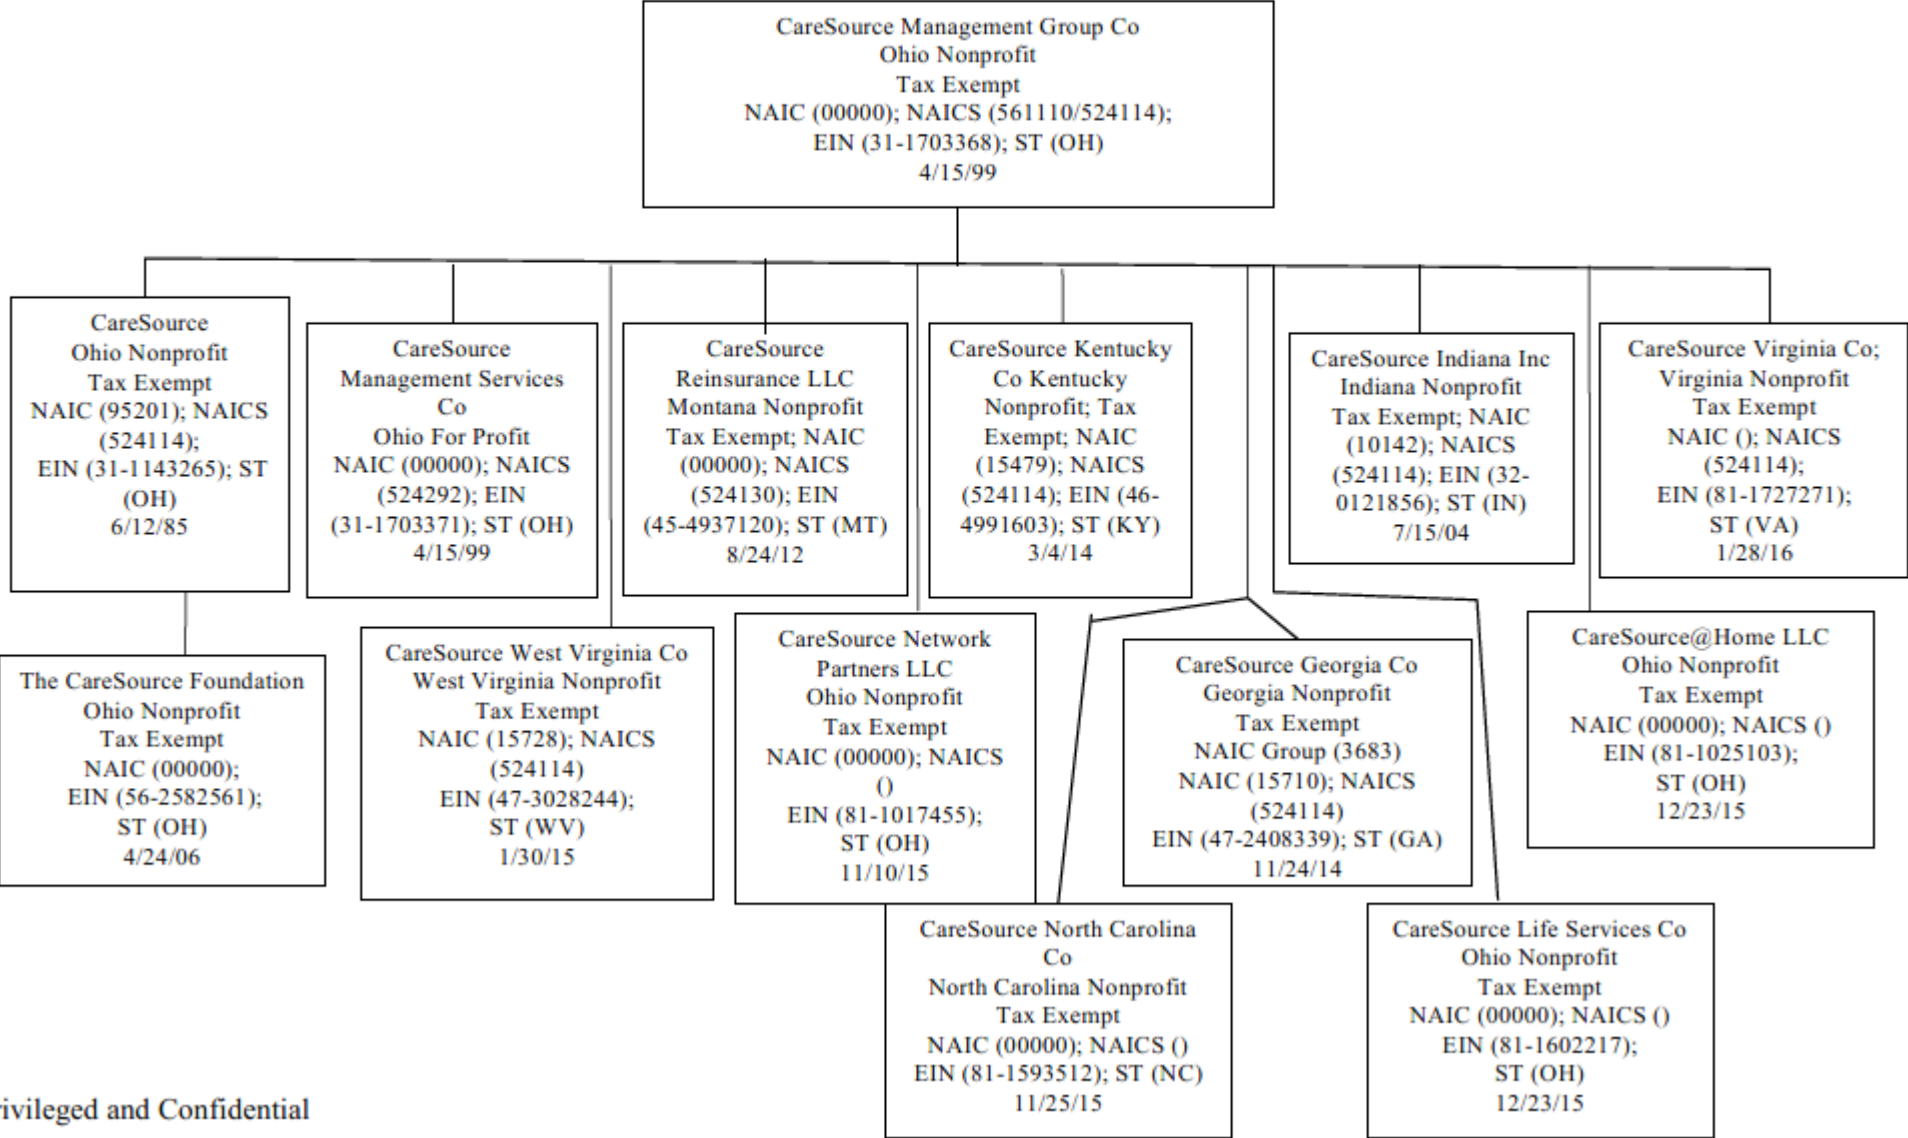 CareSource Management Group Co
Ohio Nonprofit
Tax Exempt
NAIC (00000); NAICS (561110/524114);
EIN (31-1703368); ST (OH)
4/15/99
CareSource
Ohio Nonprofit
Tax Exempt
NAIC (95201); NAICS
(524114);
EIN (31-1143265); ST
(OH)
6/12/85
CareSource
Management Services
Co
Ohio For Profit
NAIC (00000); NAICS
(524292); EIN
(31-1703371); ST (OH)
4/15/99
CareSource
Reinsurance LLC
Montana Nonprofit
Tax Exempt; NAIC
(00000); NAICS
(524130); EIN
(45-4937120); ST (MT)
8/24/12
CareSource Kentucky
Co Kentucky
Nonprofit; Tax
Exempt; NAIC
(15479); NAICS
(524114); EIN (46-
4991603); ST (KY)
3/4/14
CareSource Indiana Inc
Indiana Nonprofit
Tax Exempt; NAIC
(10142); NAICS
(524114); EIN (32-
0121856); ST (IN)
7/15/04
CareSource Virginia Co;
Virginia Nonprofit
Tax Exempt
NAIC (); NAICS
(524114);
EIN (81-1727271);
ST (VA)
1/28/16
The CareSource Foundation
Ohio Nonprofit
Tax Exempt
NAIC (00000);
EIN (56-2582561);
ST (OH)
4/24/06
CareSource West Virginia Co
West Virginia Nonprofit
Tax Exempt
NAIC (15728); NAICS
(524114)
EIN (47-3028244);
ST (WV)
1/30/15
CareSource Network
Partners LLC
Ohio Nonprofit
Tax Exempt
NAIC (00000); NAICS
()
EIN (81-1017455);
ST (OH)
11/10/15
CareSource Georgia Co
Georgia Nonprofit
Tax Exempt
NAIC Group (3683)
NAIC (15710); NAICS
(524114)
EIN (47-2408339); ST (GA)
11/24/14
CareSource@Home LLC
Ohio Nonprofit
Tax Exempt
NAIC (00000); NAICS ()
EIN (81-1025103);
ST (OH)
12/23/15
CareSource North Carolina
Co
North Carolina Nonprofit
Tax Exempt
NAIC (00000); NAICS ()
EIN (81-1593512); ST (NC)
11/25/15
CareSource Life Services Co
Ohio Nonprofit
Tax Exempt
NAIC (00000); NAICS ()
EIN (81-1602217);
ST (OH)
12/23/15
rivileged and Confidential